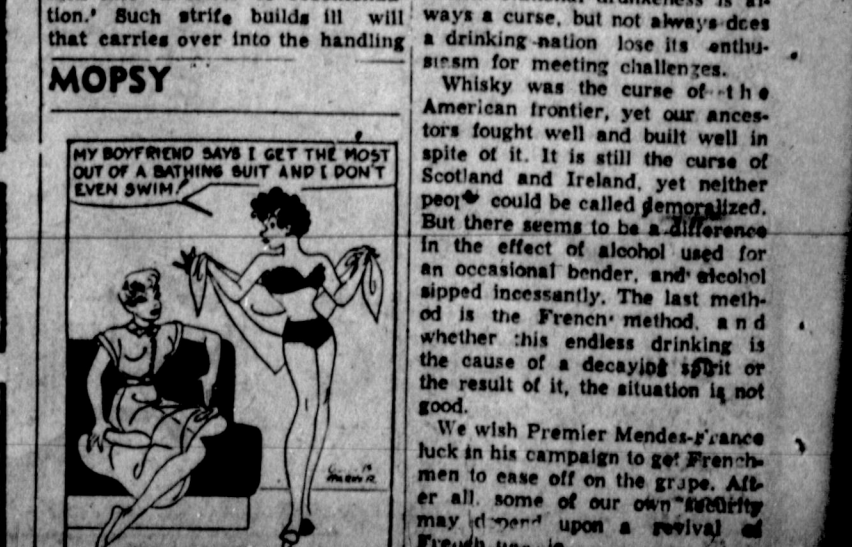 tion.' Such strife builds ill will
that carries over into the handling
MOPSY
MY BOYFRIEND SAYS I GET THE MOST
OUT OF A BATHING SUIT AND I DON'T
EVEN SWIM!
ways a curse, but not always does
a drinking nation lose its enthu-
siasm for meeting challenges.
Whisky was the curse of the
American frontier, yet our ances-
tors fought well and built well in
spite of it. It is still the curse of
Scotland and Ireland, yet neither
could be called demoralized.
But there seems to be a difference
in the effect of alcohol used for
an occasional bender, and alcohol
sipped incessantly. The last meth-
od is the French method, and
whether this endless drinking is
the cause of a decaying spirit or
the result of it, the situation is not
good.
We wish Premier Mendes-France
luck in his campaign to get French-
men to ease off on the grape. Aft-
er all, some of our own security
may depend upon a revival of
French